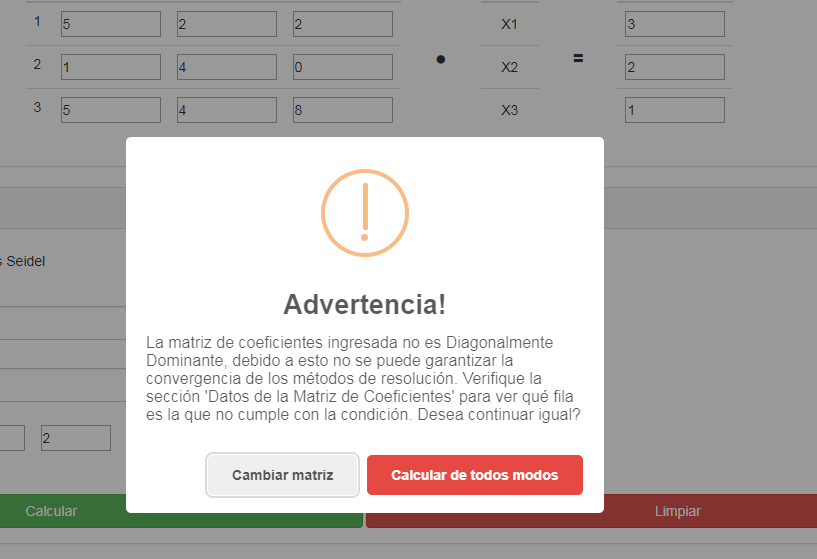 1 5 2 2 X1 3
2 1 4 0 • X2 = 2
3 5 4 8 X3 1
s Seidel
Advertencia!
La matriz de coeficientes ingresada no es Diagonalmente
Dominante, debido a esto no se puede garantizar la
convergencia de los métodos de resolución. Verifique la
sección 'Datos de la Matriz de Coeficientes' para ver qué fila
es la que no cumple con la condición. Desea continuar igual?
2
Cambiar matriz Calcular de todos modos
Calcular Limpiar